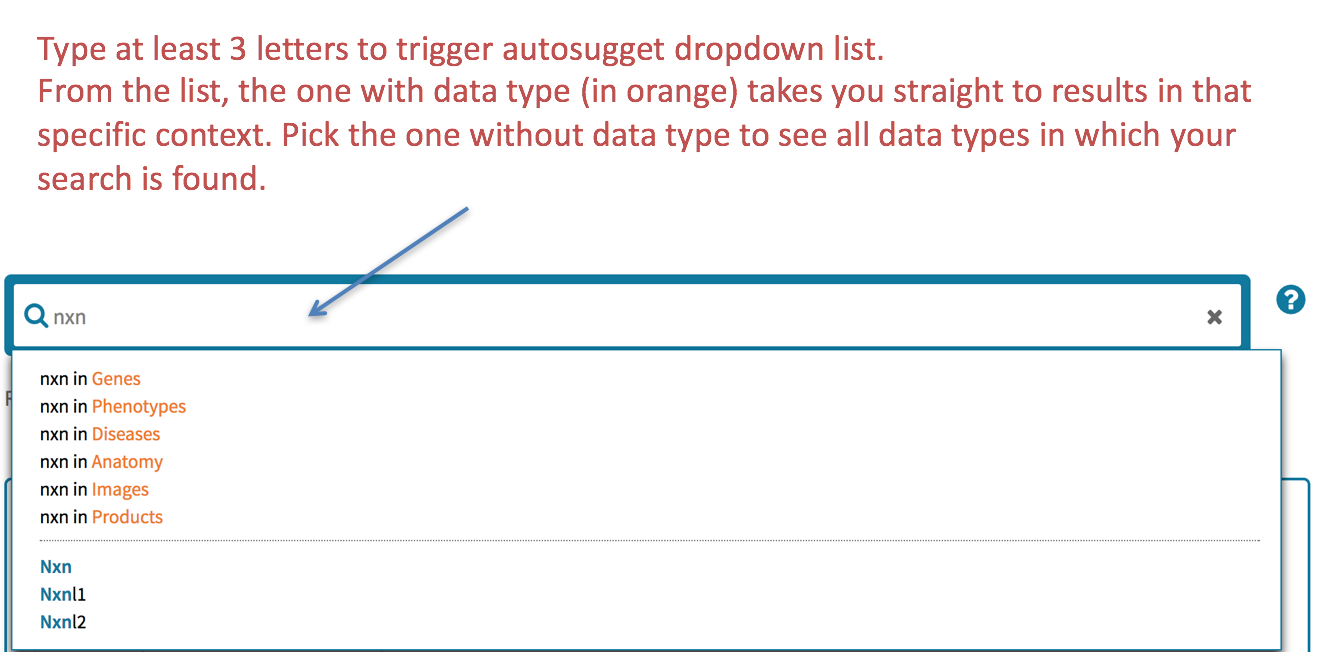 Type at least 3 letters to trigger autosugget dropdown list.
From the list, the one with data type (in orange) takes you straight to results in that
specific context. Pick the one without data type to see all data types in which your
search is found.
nxn
nxn in Genes
nxn in Phenotypes
nxn in Diseases
nxn in Anatomy
nxn in Images
nxn in Products
Nxn
Nxnl1
Nxnl2